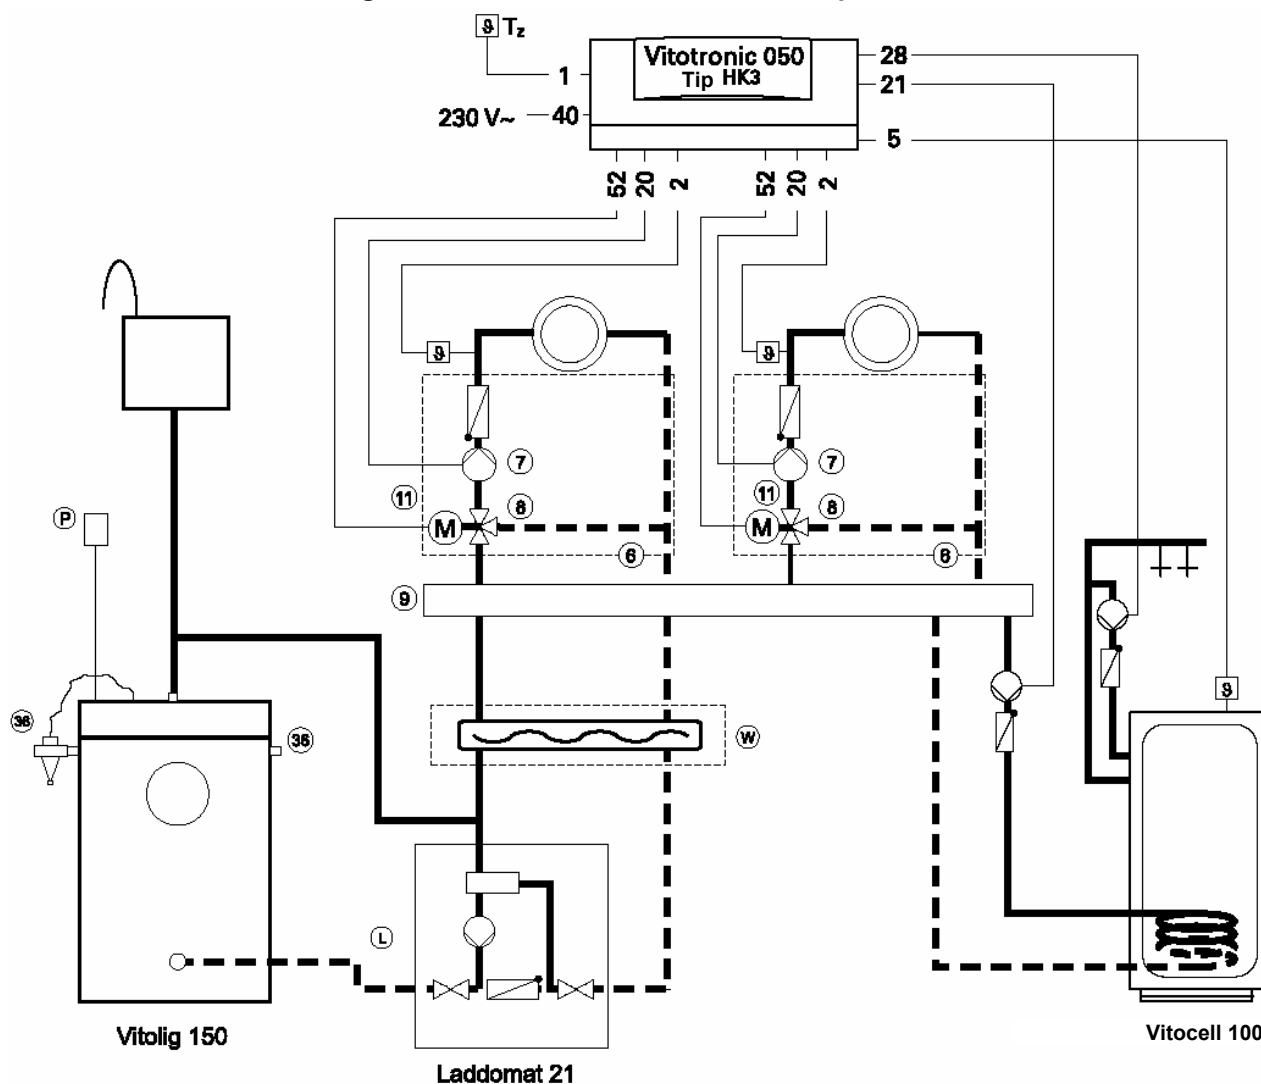 ϑ Tz
Vitotronic 050
Tip HK3
1
230 V~ 40
28
21
5
52 20 2 52 20 2
ϑ ϑ
7 7
11 8 11 8
M M
6 6
P
9
36 35
W
ϑ
L
Vitolig 150
Laddomat 21
Vitocell 100